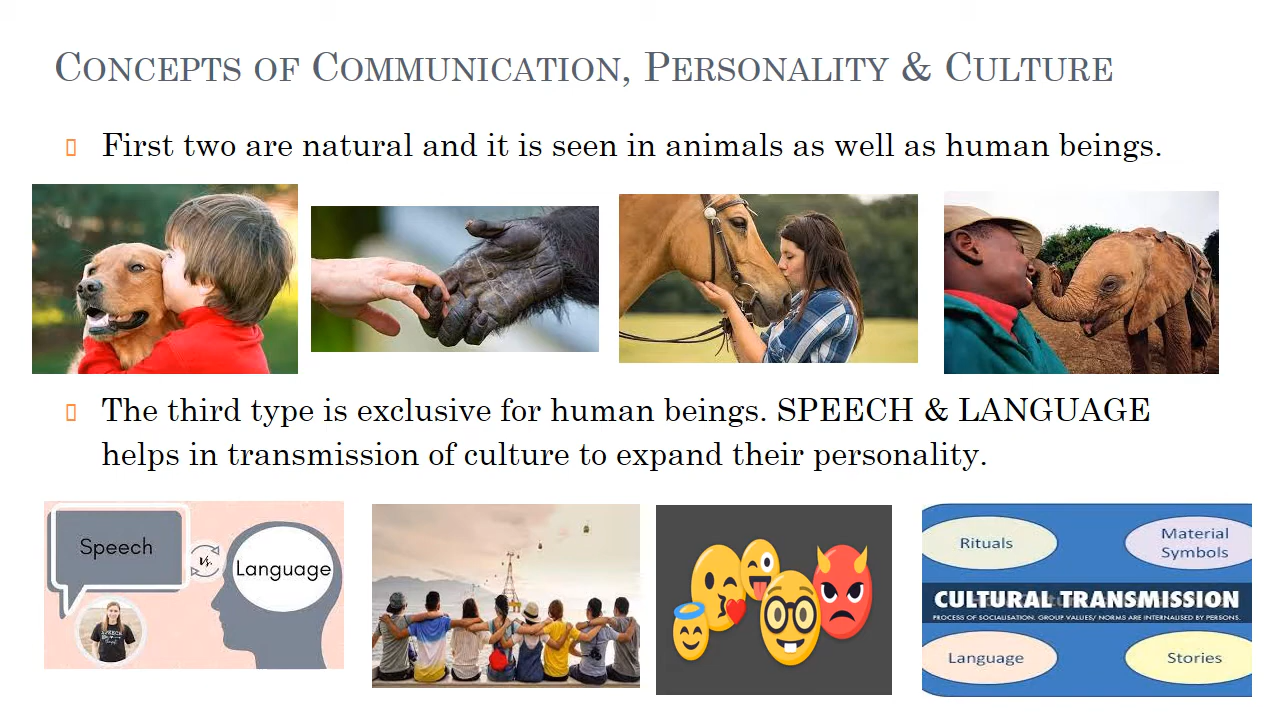 CONCEPTS OF COMMUNICATION, PERSONALITY & CULTURE
First two are natural and it is seen in animals as well as human beings.
The third type is exclusive for human beings. SPEECH & LANGUAGE
helps in transmission of culture to expand their personality.
Speech
Vs.
Language
SPEECH
Rituals
Material
Symbols
CULTURAL TRANSMISSION
PROCESS OF SOCIALISATION. GROUP VALUES/ NORMS ARE INTERNALISED BY PERSONS.
Language
Stories